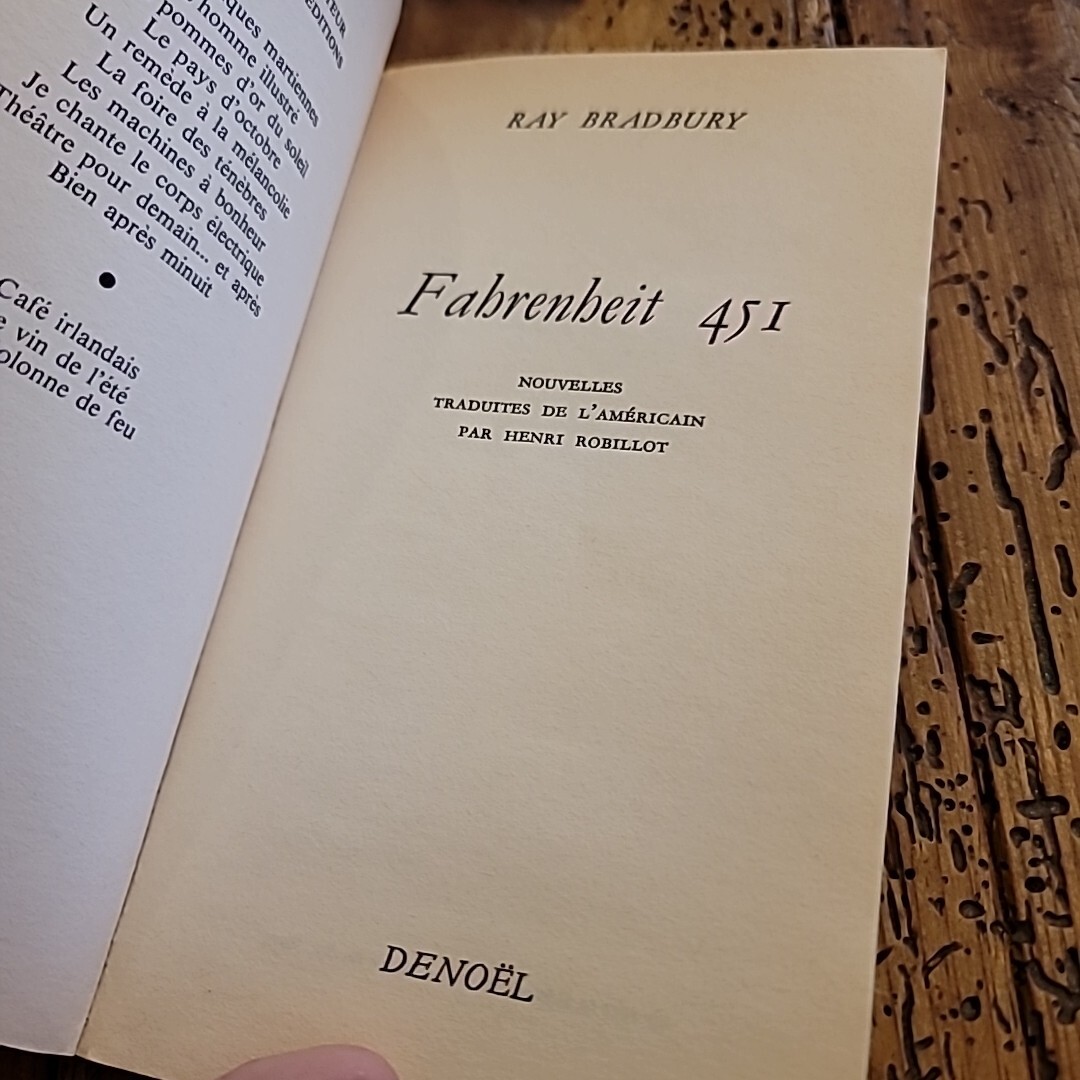 TEUR
EDITIONS
ques martiennes
homme illustré
pommes d'or du soleil
Le pays d'octobre
Un remède à la mélancolie
La foire des ténèbres
Les machines à bonheur
Je chante le corps électrique
Théâtre pour demain... et après
Bien après minuit
•
Café irlandais
vin de l'été
olonne de feu
RAY BRADBURY
Fahrenheit 451
NOUVELLES
TRADUITES DE L'AMÉRICAIN
PAR HENRI ROBILLOT
DENOËL